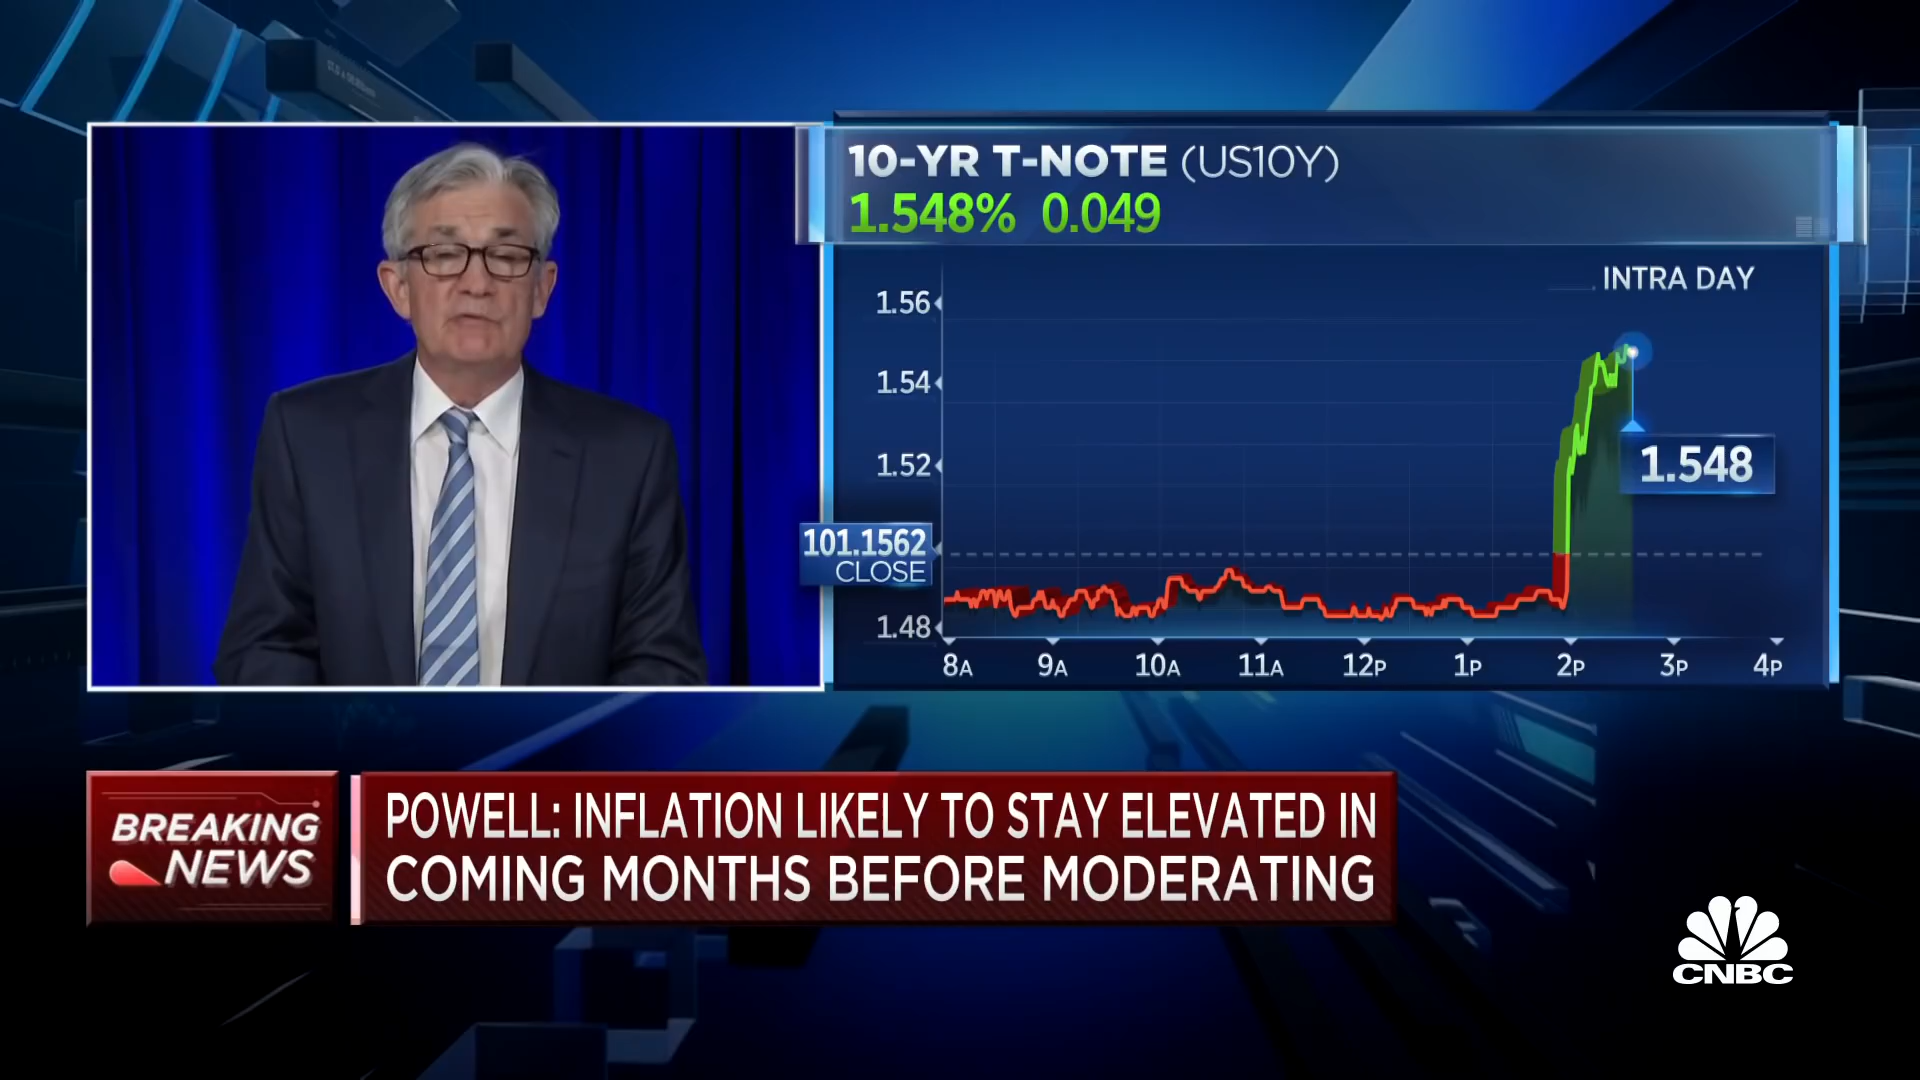 10-YR T-NOTE (US10Y)
1.548% 0.049
INTRA DAY
1.56
1.54
1.52
101.1562
CLOSE
1.48
1.548
8A 9A 10A 11A 12P 1P 2P 3P 4P
BREAKING
NEWS
POWELL: INFLATION LIKELY TO STAY ELEVATED IN
COMING MONTHS BEFORE MODERATING
CNBC